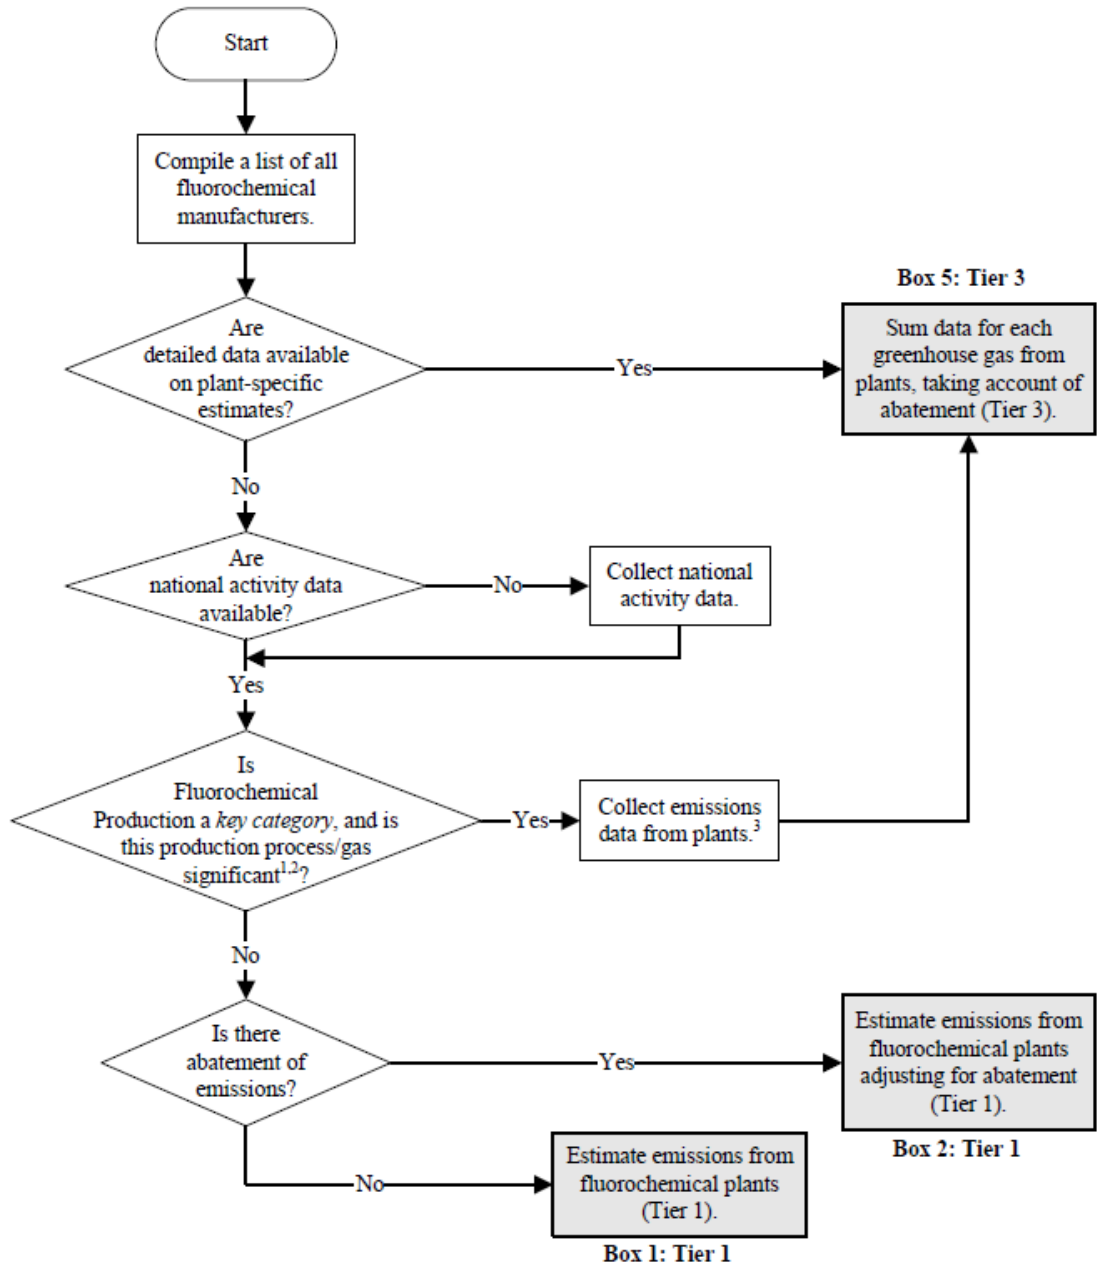 Start
Compile a list of all
fluorochemical
manufacturers.
Box 5: Tier 3
Are
detailed data available
on plant-specific
estimates?
Yes
Sum data for each
greenhouse gas from
plants, taking account of
abatement (Tier 3).
No
Are
national activity data
available?
No
Collect national
activity data.
Yes
Is
Fluorochemical
Production a key category, and is
this production process/gas
significant1,2?
Yes
Collect emissions
data from plants.3
No
Is there
abatement of
emissions?
Yes
Estimate emissions from
fluorochemical plants
adjusting for abatement
(Tier 1).
Box 2: Tier 1
No
Estimate emissions from
fluorochemical plants
(Tier 1).
Box 1: Tier 1